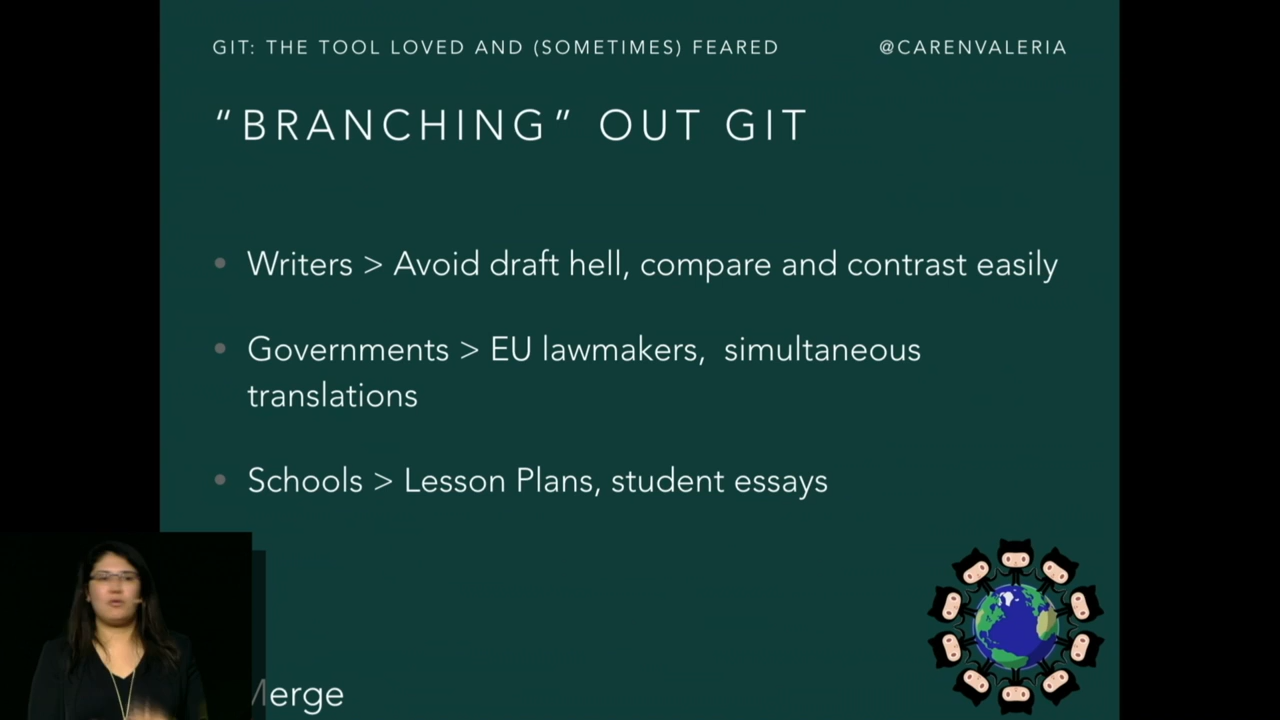 GIT: THE TOOL LOVED AND (SOMETIMES) FEARED @CARENVALERIA
“BRANCHING” OUT GIT
• Writers > Avoid draft hell, compare and contrast easily
• Governments > EU lawmakers, simultaneous
translations
• Schools > Lesson Plans, student essays
Merge